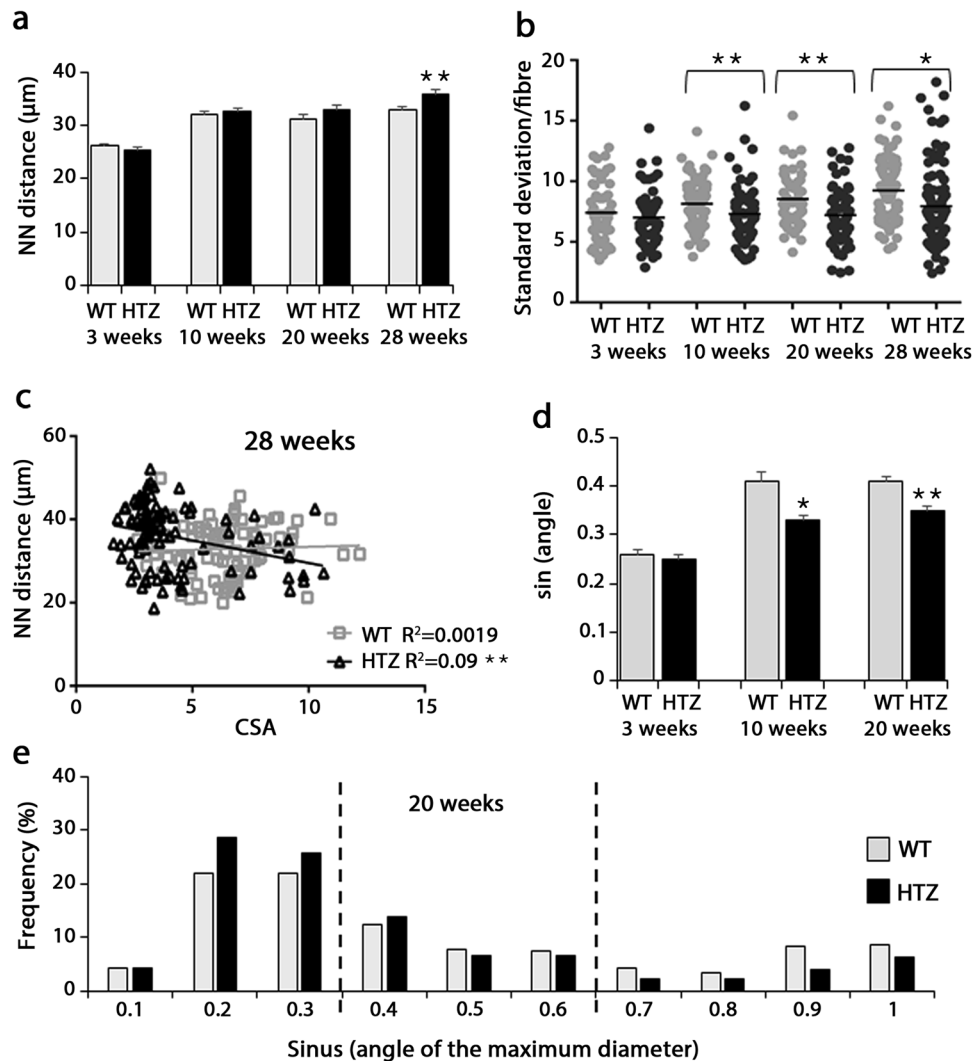 a
NN distance (µm)
40
30
20
10
0
**
WT HTZ WT HTZ WT HTZ WT HTZ
3 weeks 10 weeks 20 weeks 28 weeks
b
Standard deviation/fibre
20
15
10
5
0
** ** *
WT HTZ WT HTZ WT HTZ WT HTZ
3 weeks 10 weeks 20 weeks 28 weeks
c
28 weeks
NN distance (µm)
60
40
20
0
WT R²=0.0019
HTZ R²=0.09 **
0 5 10 15
CSA
d
sin (angle)
0.5
0.4
0.3
0.2
0.1
0
* **
WT HTZ WT HTZ WT HTZ
3 weeks 10 weeks 20 weeks
e
20 weeks
Frequency (%)
40
30
20
10
0
WT
HTZ
0.1 0.2 0.3 0.4 0.5 0.6 0.7 0.8 0.9 1
Sinus (angle of the maximum diameter)